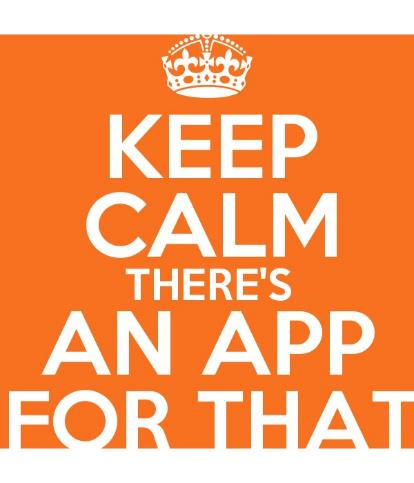 KEEP
CALM
THERE'S
AN APP
FOR THAT